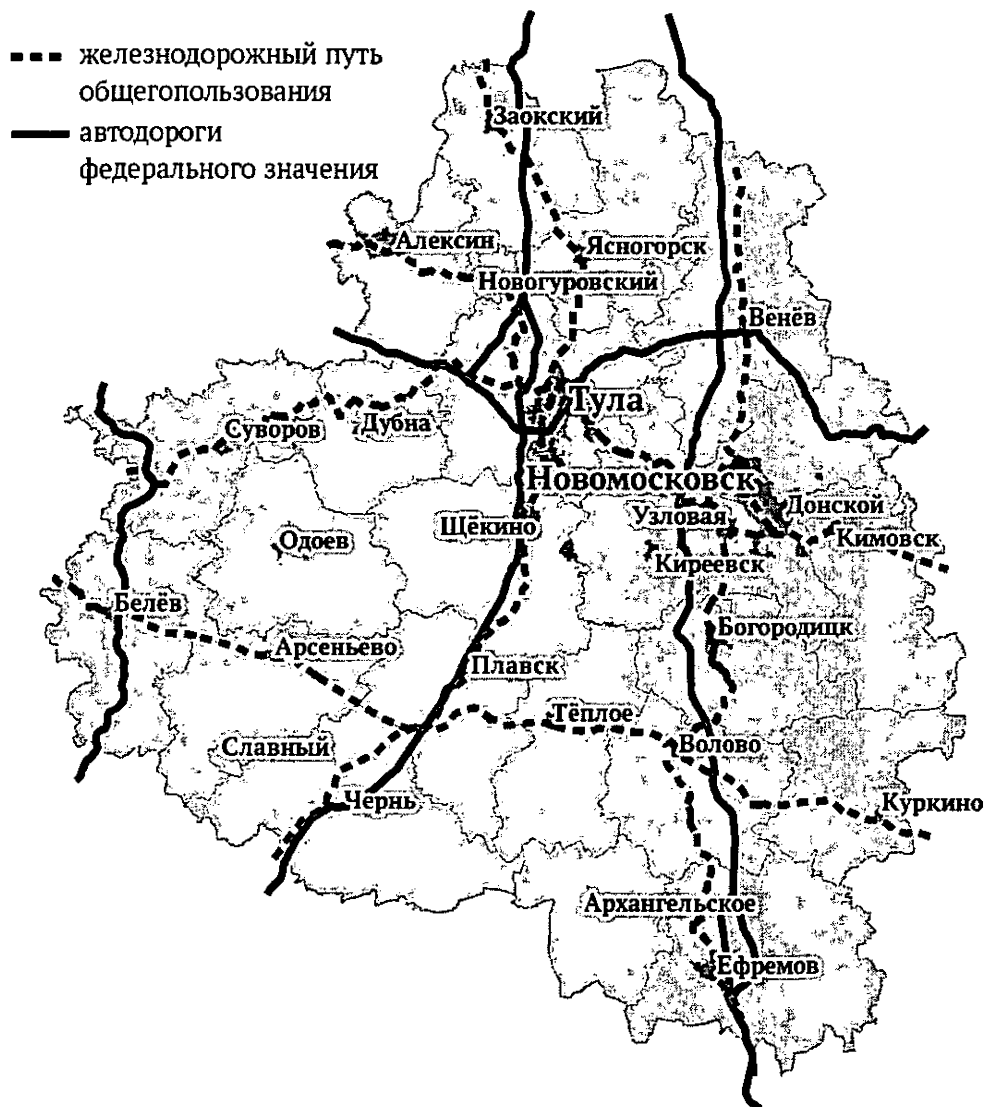 железнодорожный путь
общегопользования
автодороги
федерального значения
Заокский
Алексин
Ясногорск
Новогуровский
Венёв
Тула
Суворов
Дубна
Новомосковск
Щёкино
Узловая
Донской
Одоев
Киреевск
Кимовск
Белёв
Богородицк
Арсеньево
Плавск
Тёплое
Славный
Волово
Чернь
Куркино
Архангельское
Ефремов